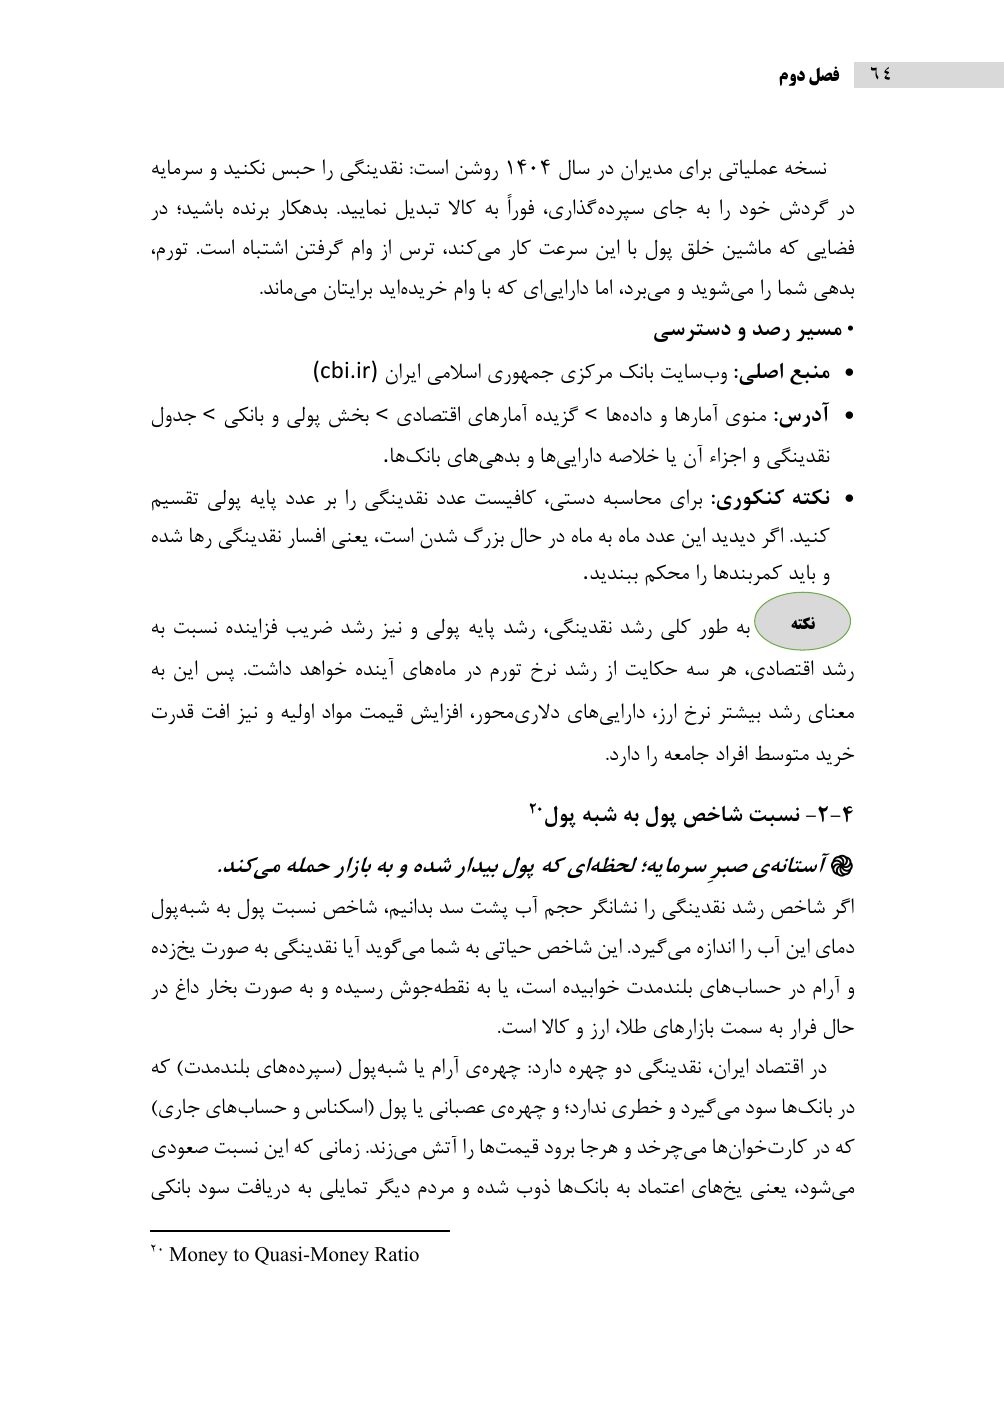 ۶۴ فصل دوم
نسخه عملیاتی برای مدیران در سال ۱۴۰۴ روشن است: نقدینگی را حبس نکنید و سرمایه
در گردش خود را به جای سپرده‌گذاری، فوراً به کالا تبدیل نمایید. بدهکار برنده باشید؛ در
فضایی که ماشین خلق پول با این سرعت کار می‌کند، ترس از وام گرفتن اشتباه است. تورم،
بدهی شما را می‌شوید و می‌برد، اما دارایی‌ای که با وام خریده‌اید برایتان می‌ماند.
• مسیر رصد و دسترسی
• منبع اصلی: وب‌سایت بانک مرکزی جمهوری اسلامی ایران (cbi.ir)
• آدرس: منوی آمارها و داده‌ها > گزیده آمارهای اقتصادی > بخش پولی و بانکی > جدول
نقدینگی و اجزاء آن یا خلاصه دارایی‌ها و بدهی‌های بانک‌ها.
• نکته کنکوری: برای محاسبه دستی، کافیست عدد نقدینگی را بر عدد پایه پولی تقسیم
کنید. اگر دیدید این عدد ماه به ماه در حال بزرگ شدن است، یعنی افسار نقدینگی رها شده
و باید کمربندها را محکم ببندید.
نکته به طور کلی رشد نقدینگی، رشد پایه پولی و نیز رشد ضریب فزاینده نسبت به
رشد اقتصادی، هر سه حکایت از رشد نرخ تورم در ماه‌های آینده خواهد داشت. پس این به
معنای رشد بیشتر نرخ ارز، دارایی‌های دلاری‌محور، افزایش قیمت مواد اولیه و نیز افت قدرت
خرید متوسط افراد جامعه را دارد.
۲-۴- نسبت شاخص پول به شبه پول۲۰
آستانه‌ی صبرِ سرمایه؛ لحظه‌ای که پول بیدار شده و به بازار حمله می‌کند.
اگر شاخص رشد نقدینگی را نشانگر حجم آب پشت سد بدانیم، شاخص نسبت پول به شبه‌پول
دمای این آب را اندازه می‌گیرد. این شاخص حیاتی به شما می‌گوید آیا نقدینگی به صورت یخ‌زده
و آرام در حساب‌های بلندمدت خوابیده است، یا به نقطه‌جوش رسیده و به صورت بخار داغ در
حال فرار به سمت بازارهای طلا، ارز و کالا است.
در اقتصاد ایران، نقدینگی دو چهره دارد: چهره‌ی آرام یا شبه‌پول (سپرده‌های بلندمدت) که
در بانک‌ها سود می‌گیرد و خطری ندارد؛ و چهره‌ی عصبانی یا پول (اسکناس و حساب‌های جاری)
که در کارت‌خوان‌ها می‌چرخد و هرجا برود قیمت‌ها را آتش می‌زند. زمانی که این نسبت صعودی
می‌شود، یعنی یخ‌های اعتماد به بانک‌ها ذوب شده و مردم دیگر تمایلی به دریافت سود بانکی
۲۰ Money to Quasi-Money Ratio